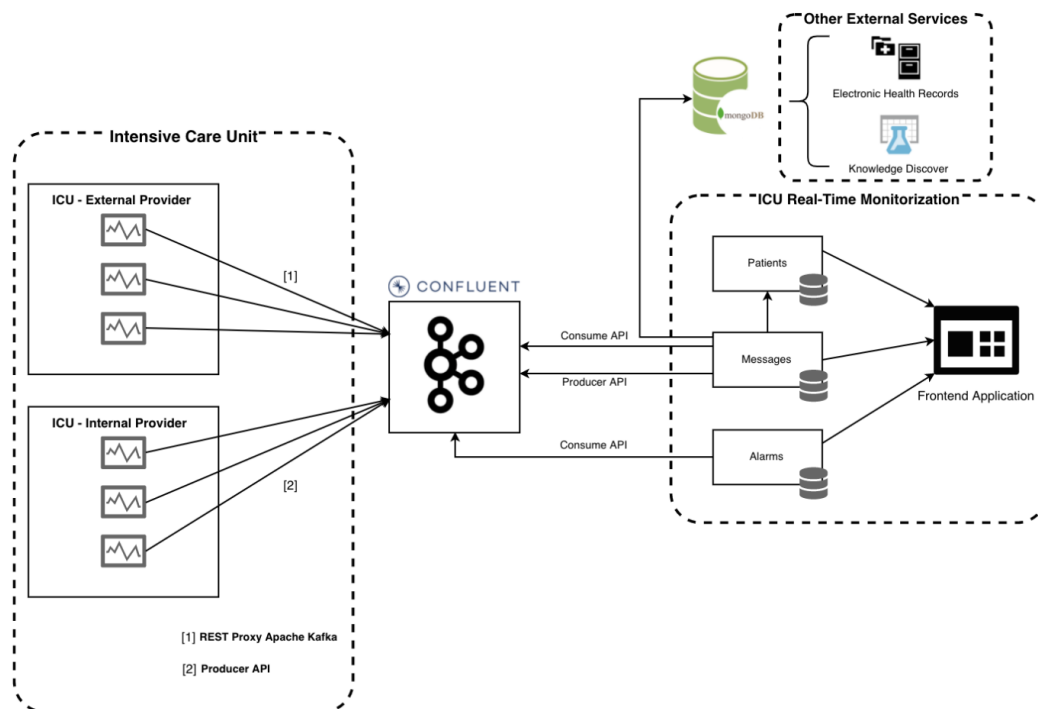 Other External Services
Electronic Health Records
mongoDB
Knowledge Discover
Intensive Care Unit
ICU - External Provider
[1]
ICU Real-Time Monitorization
Patients
CONFLUENT
Consume API
Messages
Producer API
Frontend Application
ICU - Internal Provider
Consume API
Alarms
[2]
[1] REST Proxy Apache Kafka
[2] Producer API